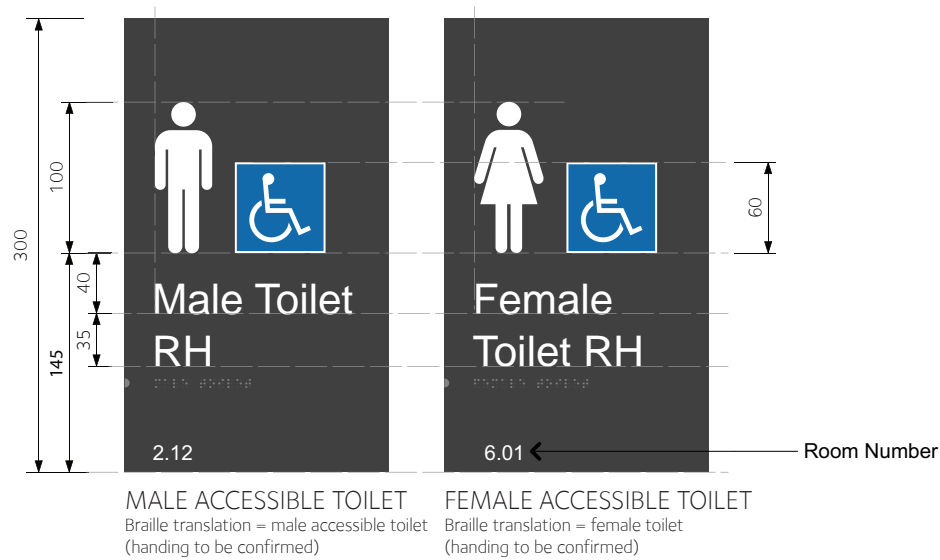 300
100
40
35
145
60
Male Toilet
RH
⠍⠁⠇⠑ ⠞⠕⠊⠇⠑⠞
2.12
Female
Toilet RH
⠋⠑⠍⠁⠇⠑ ⠞⠕⠊⠇⠑⠞
6.01
Room Number
MALE ACCESSIBLE TOILET
Braille translation = male accessible toilet
(handing to be confirmed)
FEMALE ACCESSIBLE TOILET
Braille translation = female toilet
(handing to be confirmed)